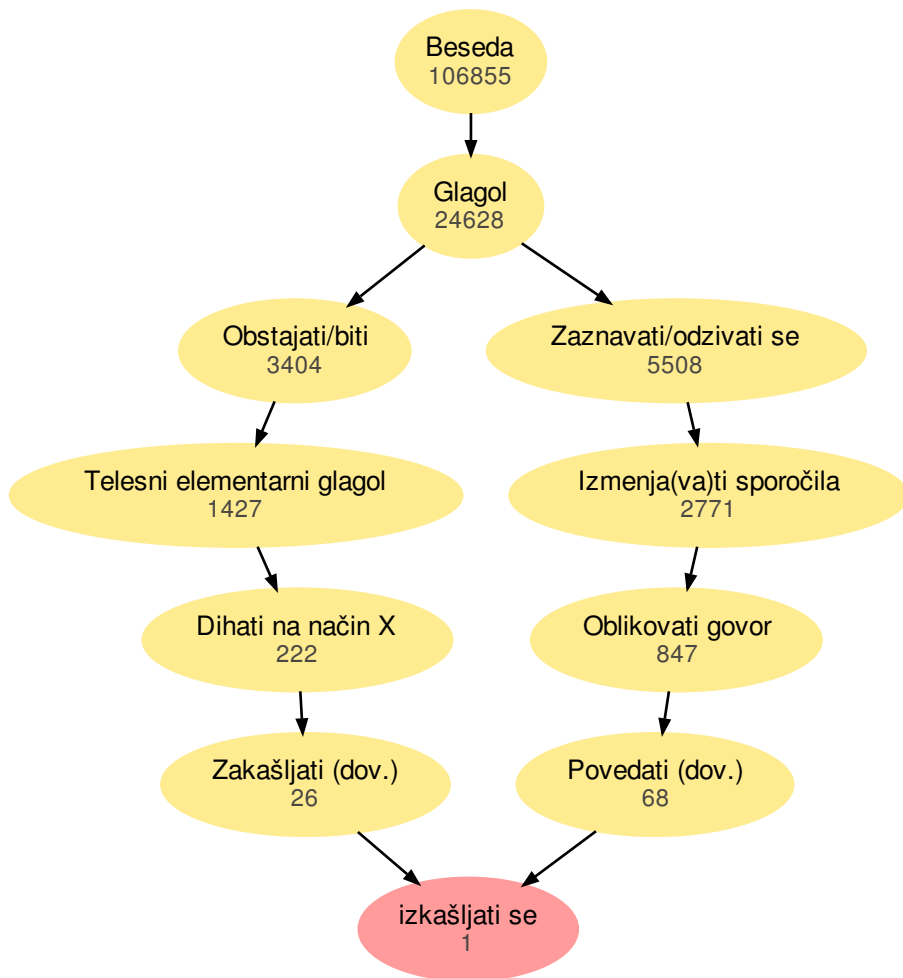 Beseda
106855
Glagol
24628
Obstajati/biti
3404
Zaznavati/odzivati se
5508
Telesni elementarni glagol
1427
Izmenja(va)ti sporočila
2771
Dihati na način X
222
Oblikovati govor
847
Zakašljati (dov.)
26
Povedati (dov.)
68
izkašljati se
1